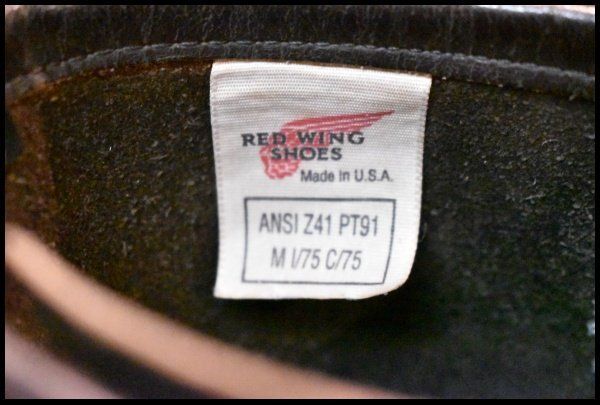 RED WING
SHOES
Made in U.S.A.
ANSI Z41 PT91
M I/75 C/75